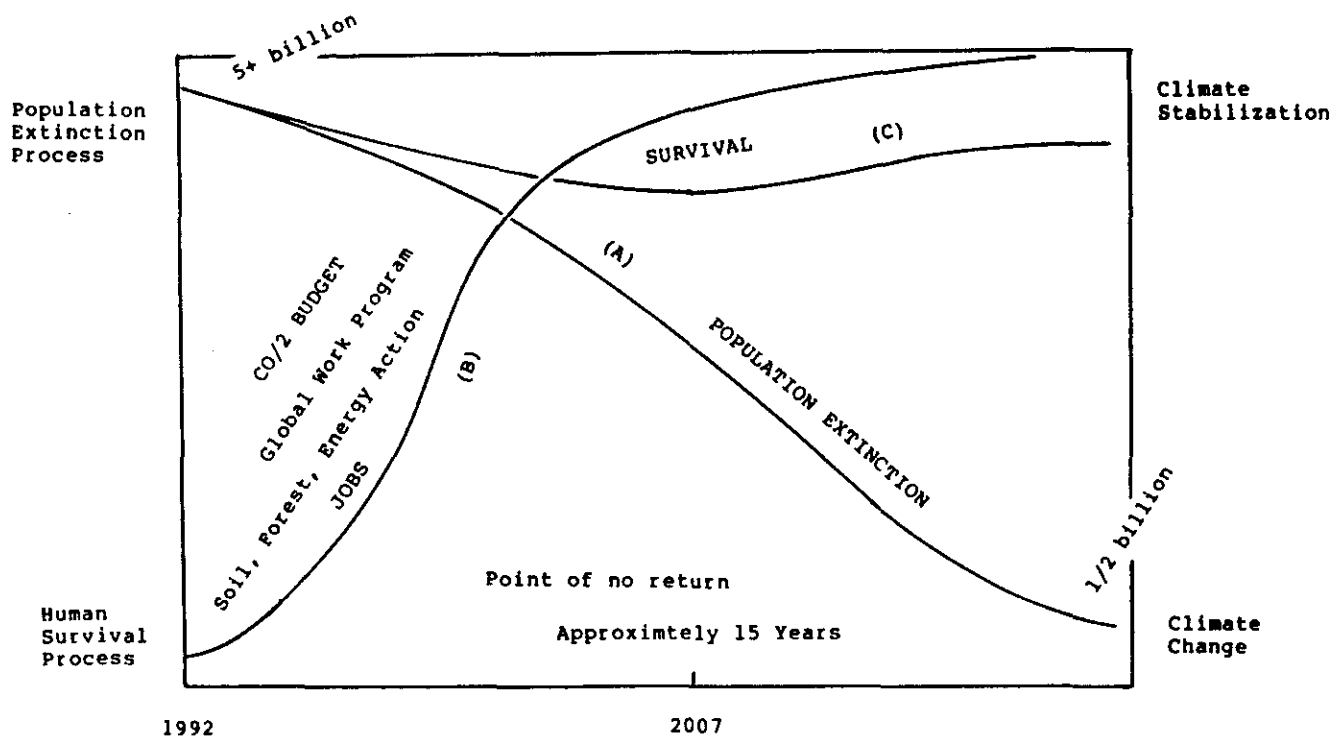 5+ billion
Population
Extinction
Process
Climate
Stabilization
SURVIVAL
(C)
(A)
CO/2 BUDGET
Global Work Program
Soil, Forest, Energy Action
JOBS
(B)
POPULATION EXTINCTION
1/2 billion
Point of no return
Approximtely 15 Years
Human
Survival
Process
Climate
Change
1992
2007